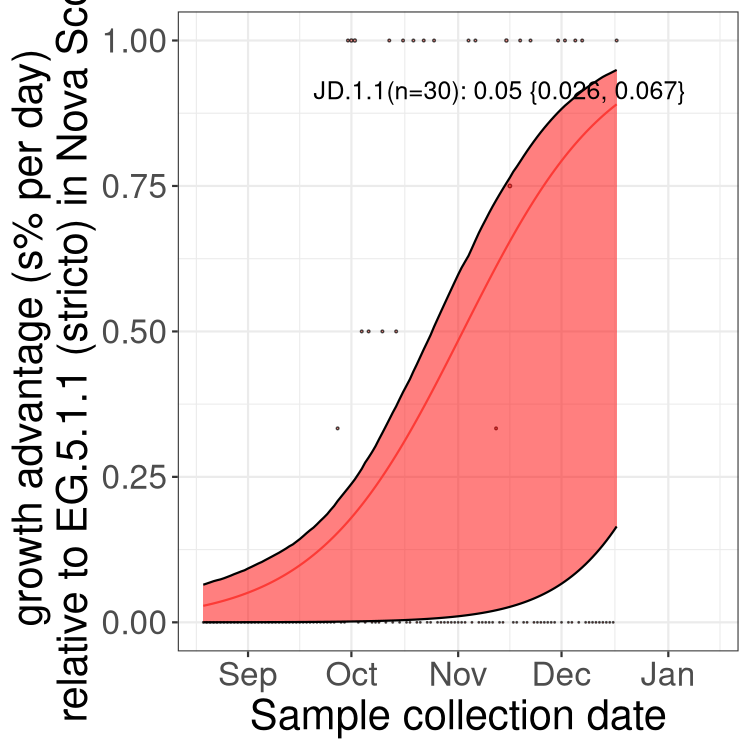 growth advantage (s% per day)
relative to EG.5.1.1 (stricto) in Nova Sco
1.00
0.75
0.50
0.25
0.00
JD.1.1(n=30): 0.05 {0.026, 0.067}
Sep Oct Nov Dec Jan
Sample collection date